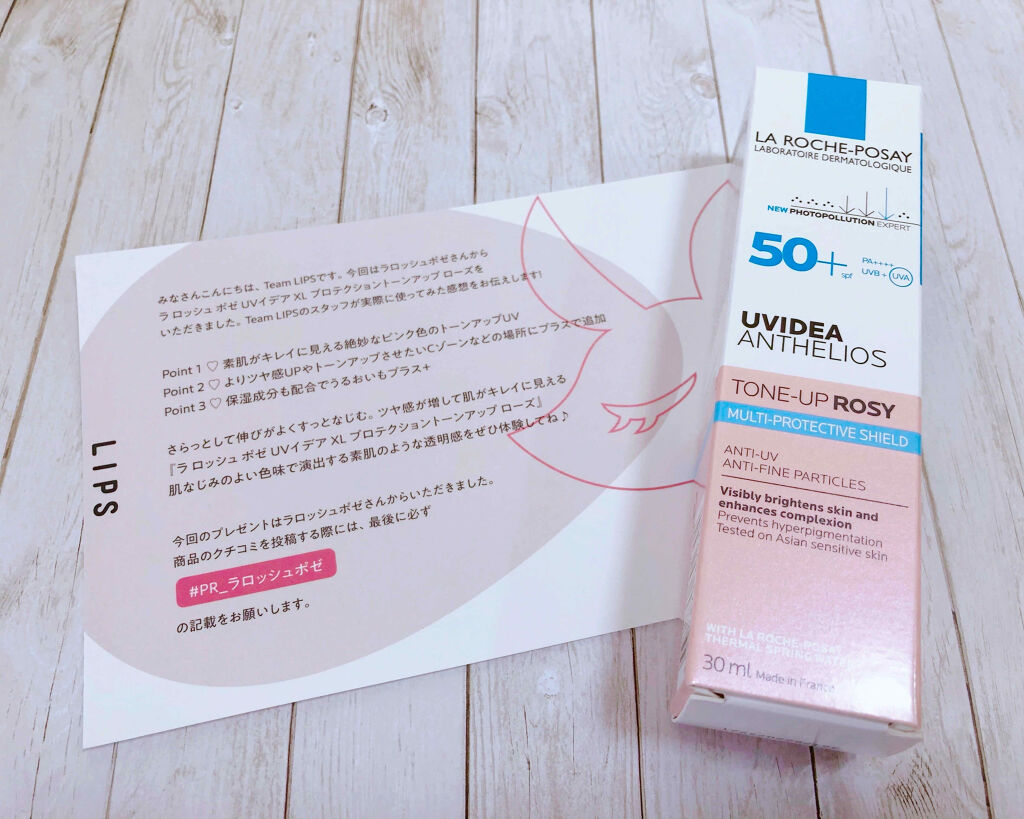 みなさんこんにちは、Team LIPSです。今回はラロッシュポゼさんから
ラ ロッシュ ポゼ UVイデア XL プロテクショントーンアップ ローズを
いただきました。Team LIPSのスタッフが実際に使ってみた感想をお伝えします!
Point 1 ♡ 素肌がキレイに見える絶妙なピンク色のトーンアップUV
Point 2 ♡ よりツヤ感UPやトーンアップさせたいCゾーンなどの場所にプラスで追加
Point 3 ♡ 保湿成分も配合でうるおいもプラス+
さらっとして伸びがよくすっとなじむ。ツヤ感が増して肌がキレイに見える
『ラ ロッシュ ポゼ UVイデア XL プロテクショントーンアップ ローズ』
肌なじみのよい色味で演出する素肌のような透明感をぜひ体験してね♪
今回のプレゼントはラロッシュポゼさんからいただきました。
商品のクチコミを投稿する際には、最後に必ず
#PR_ラロッシュポゼ
の記載をお願いします。
LIPS
LA ROCHE-POSAY
LABORATOIRE DERMATOLOGIQUE
NEW PHOTOPOLLUTION EXPERT
50+ spf
PA++++
UVB + UVA
UVIDEA
ANTHELIOS
TONE-UP ROSY
MULTI-PROTECTIVE SHIELD
ANTI-UV
ANTI-FINE PARTICLES
Visibly brightens skin and
enhances complexion
Prevents hyperpigmentation
Tested on Asian sensitive skin
WITH LA ROCHE-POSAY
THERMAL SPRING WATER
30 ml Made in France